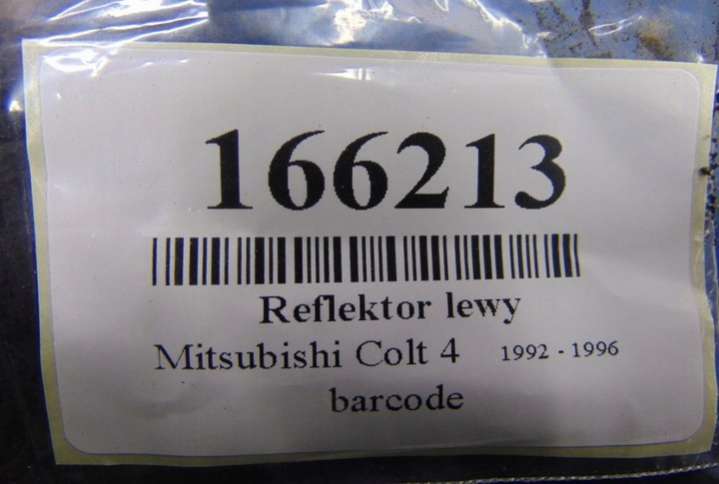 166213
Reflektor lewy
Mitsubishi Colt 4 1992 - 1996
barcode